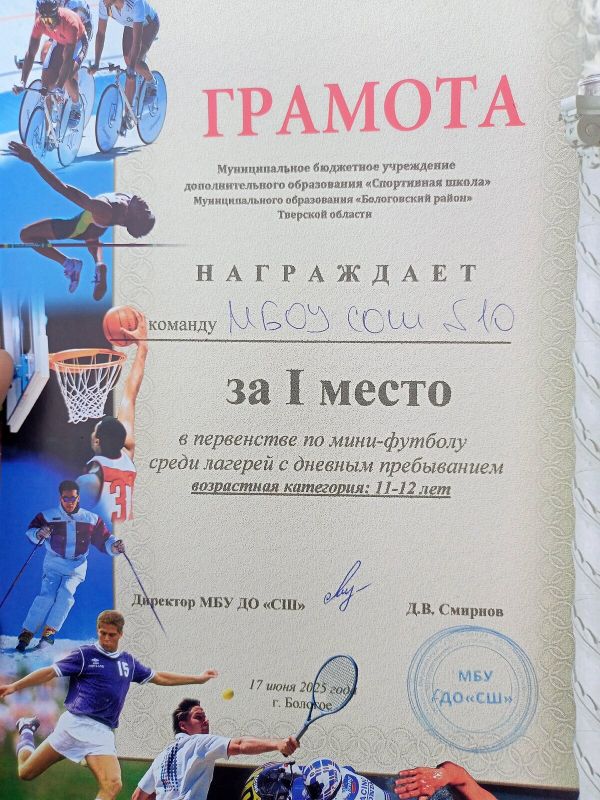 ГРАМОТА
Муниципальное бюджетное учреждение
дополнительного образования «Спортивная школа»
Муниципального образования «Бологовский район»
Тверской области
НАГРАЖДАЕТ
команду МБОУ СОШ №10
за I место
в первенстве по мини-футболу
среди лагерей с дневным пребыванием
возрастная категория: 11-12 лет
Директор МБУ ДО «СШ» Д.В. Смирнов
17 июня 2025 года
г. Бологое
МБУ
ДО«СШ»
31
15